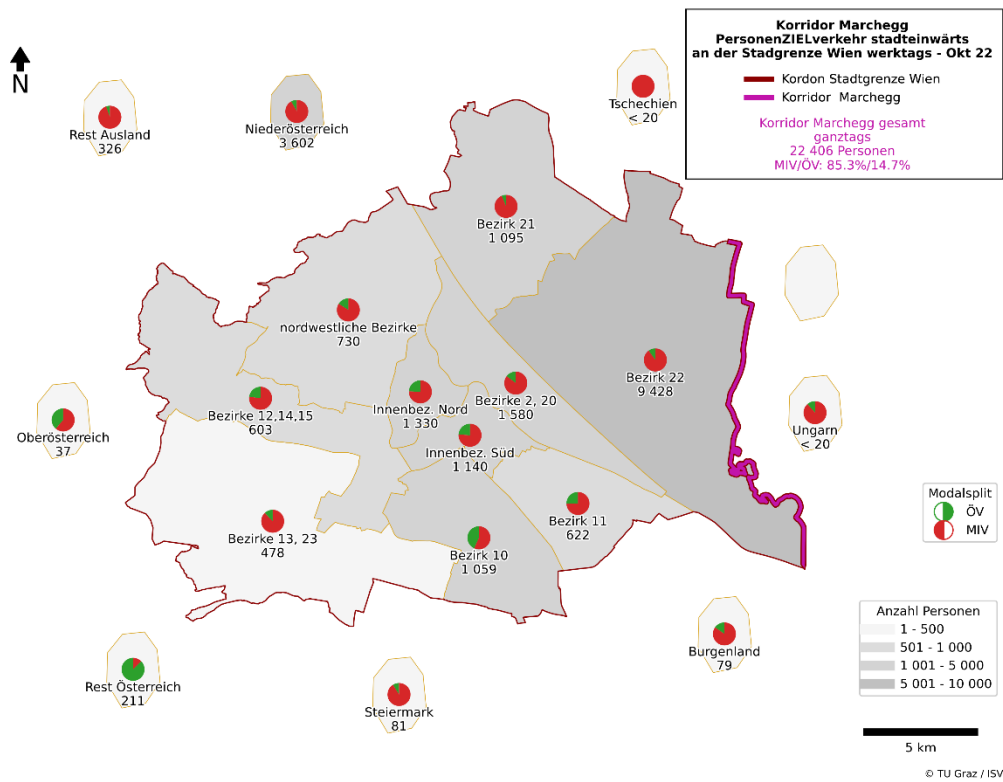 Korridor Marchegg
PersonenZIELverkehr stadteinwärts
an der Stadgrenze Wien werktags - Okt 22
Kordon Stadtgrenze Wien
Korridor Marchegg
Korridor Marchegg gesamt
ganztags
22 406 Personen
MIV/ÖV: 85.3%/14.7%
N
Rest Ausland
326
Niederösterreich
3 602
Tschechien
< 20
Bezirk 21
1 095
nordwestliche Bezirke
730
Bezirk 22
9 428
Bezirke 12,14,15
603
Innenbez. Nord
1 330
Bezirke 2, 20
1 580
Oberösterreich
37
Innenbez. Süd
1 140
Ungarn
< 20
Bezirke 13, 23
478
Bezirk 10
1 059
Bezirk 11
622
Modalsplit
ÖV
MIV
Rest Österreich
211
Steiermark
81
Burgenland
79
Anzahl Personen
1 - 500
501 - 1 000
1 001 - 5 000
5 001 - 10 000
5 km
© TU Graz / ISV